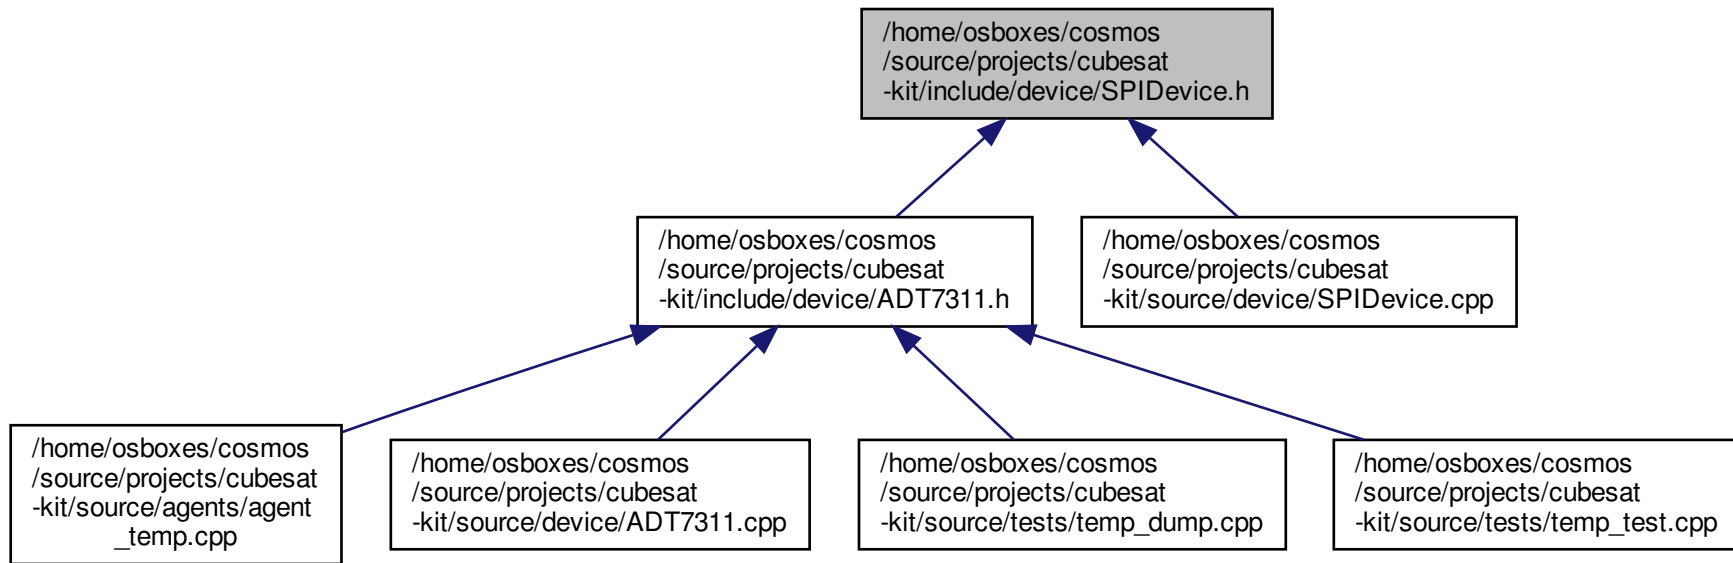 /home/osboxes/cosmos
/source/projects/cubesat
-kit/include/device/SPIDevice.h
/home/osboxes/cosmos
/source/projects/cubesat
-kit/include/device/ADT7311.h
/home/osboxes/cosmos
/source/projects/cubesat
-kit/source/device/SPIDevice.cpp
/home/osboxes/cosmos
/source/projects/cubesat
-kit/source/agents/agent
_temp.cpp
/home/osboxes/cosmos
/source/projects/cubesat
-kit/source/device/ADT7311.cpp
/home/osboxes/cosmos
/source/projects/cubesat
-kit/source/tests/temp_dump.cpp
/home/osboxes/cosmos
/source/projects/cubesat
-kit/source/tests/temp_test.cpp